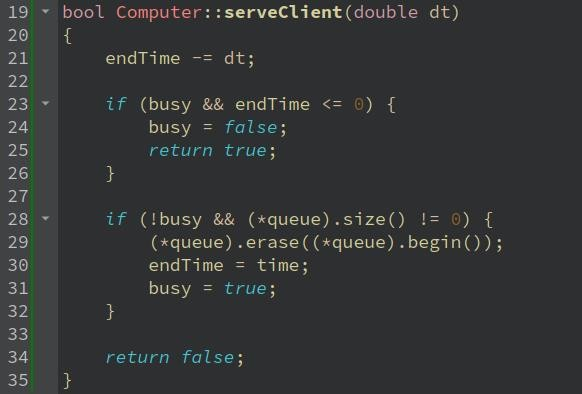 19 bool Computer::serveClient(double dt)
20 {
21     endTime -= dt;
22
23     if (busy && endTime <= 0) {
24         busy = false;
25         return true;
26     }
27
28     if (!busy && (*queue).size() != 0) {
29         (*queue).erase((*queue).begin());
30         endTime = time;
31         busy = true;
32     }
33
34     return false;
35 }